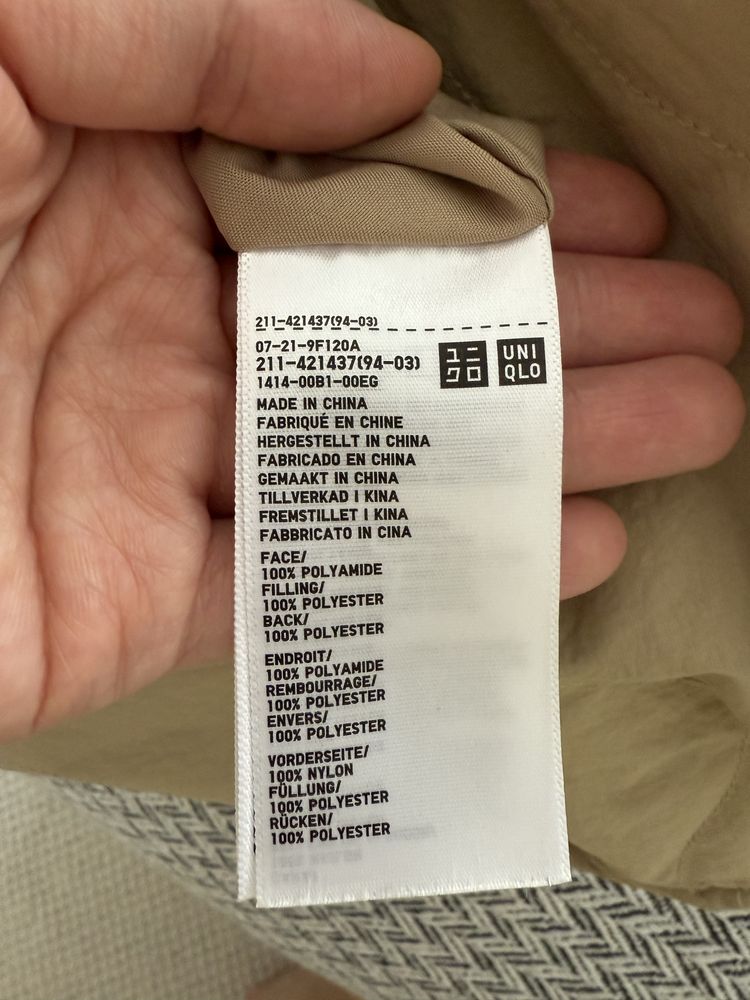 211-421437(94-03)
07-21-9F120A
211-421437(94-03)
1414-00B1-00EG
ユニ
クロ
UNI
QLO
MADE IN CHINA
FABRIQUÉ EN CHINE
HERGESTELLT IN CHINA
FABRICADO EN CHINA
GEMAAKT IN CHINA
TILLVERKAD I KINA
FREMSTILLET I KINA
FABBRICATO IN CINA
FACE/
100% POLYAMIDE
FILLING/
100% POLYESTER
BACK/
100% POLYESTER
ENDROIT/
100% POLYAMIDE
REMBOURRAGE/
100% POLYESTER
ENVERS/
100% POLYESTER
VORDERSEITE/
100% NYLON
FÜLLUNG/
100% POLYESTER
RÜCKEN/
100% POLYESTER